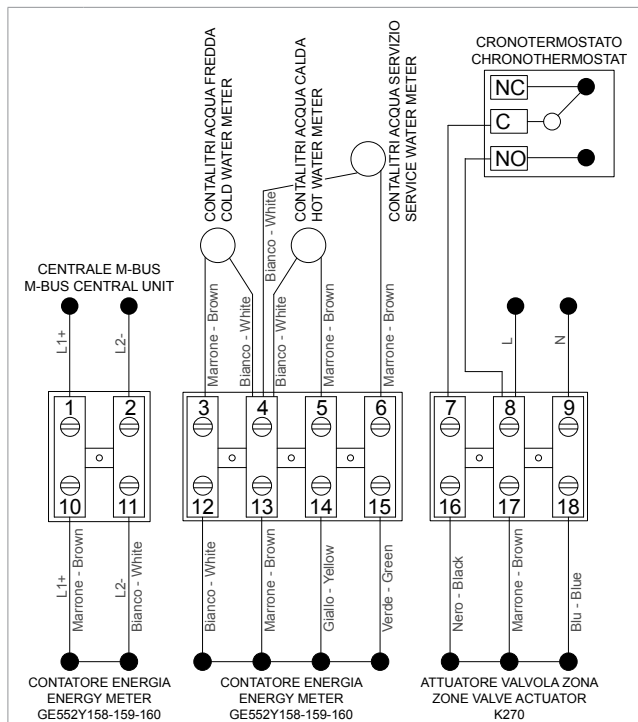 CRONOTERMOSTATO
CHRONOTHERMOSTAT
NC
C
NO
CONTALITRI ACQUA FREDDA
COLD WATER METER
CONTALITRI ACQUA CALDA
HOT WATER METER
CONTALITRI ACQUA SERVIZIO
SERVICE WATER METER
CENTRALE M-BUS
M-BUS CENTRAL UNIT
L1+
L2-
Marrone - Brown
Bianco - White
Bianco - White
Bianco - White
Marrone - Brown
Marrone - Brown
L
N
1
2
3
4
5
6
7
8
9
10
11
12
13
14
15
16
17
18
L1+
Marrone - Brown
L2-
Bianco - White
Bianco - White
Marrone - Brown
Giallo - Yellow
Verde - Green
Nero - Black
Marrone - Brown
Blu - Blue
CONTATORE ENERGIA
ENERGY METER
GE552Y158-159-160
CONTATORE ENERGIA
ENERGY METER
GE552Y158-159-160
ATTUATORE VALVOLA ZONA
ZONE VALVE ACTUATOR
K270